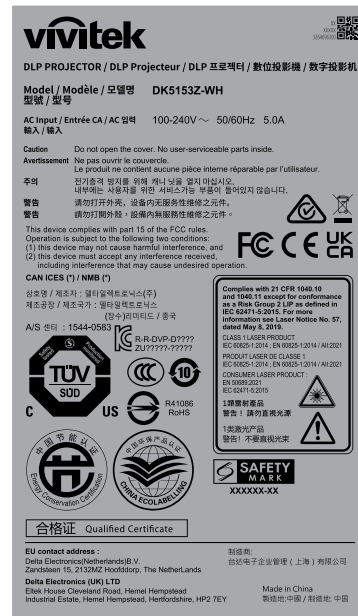 vivitek
DLP PROJECTOR / DLP Projecteur / DLP 프로젝터 / 數位投影機 / 数字投影机
Model / Modèle / 모델명 DK5153Z-WH
型號 / 型号
AC Input / Entrée CA / AC 입력 100-240V～ 50/60Hz 5.0A
輸入 / 输入
Caution Do not open the cover. No user-serviceable parts inside.
Avertissement Ne pas ouvrir le couvercle.
Le produit ne contient aucune pièce interne réparable par l'utilisateur.
주의 전기충격 방지를 위해 캐니닛을 열지 마십시오.
내부에는 사용자를 위한 서비스가능 부품이 들어있지 않습니다.
警告 请勿打开外壳，设备内无服务性维修之元件。
警告 請勿打開外殼，設備內無服務性維修之元件。
This device complies with part 15 of the FCC rules.
Operation is subject to the following two conditions:
(1) this device may not cause harmful interference, and
(2) this device must accept any interference received,
including interference that may cause undesired operation.
FC CE UK CA
CAN ICES (*) / NMB (*)
상호명 / 제조자 : 델타일렉트로닉스(주)
제조공장 / 제조국가 : 델타일렉트로닉스
(장수)리미티드 / 중국
A/S 센터 : 1544-0583
R-R-DVP-D????
ZU?????-?????
TÜV
SÜD
C US
CCC
10
R41086
RoHS
Complies with 21 CFR 1040.10
and 1040.11 except for conformance
as a Risk Group 2 LIP as defined in
IEC 62471-5:2015. For more
information see Laser Notice No. 57,
dated May 8, 2019.
CLASS 1 LASER PRODUCT
IEC 60825-1:2014 ; EN 60825-1:2014 / All:2021
PRODUIT LASER DE CLASSE 1
IEC 60825-1:2014 ; EN 60825-1:2014 / All:2021
CONSUMER LASER PRODUCT :
EN 50689:2021
IEC 62471-5:2015
1類雷射產品
警告！ 請勿直視光源
1类激光产品
警告! 不要直视光束
中国节能认证
Energy Conservation Certification
中国环保产品认证
CHINA ECOLABELLING
SAFETY
MARK
XXXXXX-XX
合格证 Qualified Certificate
EU contact address :
Delta Electronics(Netherlands)B.V.
Zandsteen 15, 2132MZ Hoofddorp, The Netherlands
Delta Electronics (UK) LTD
Eltek House Cleveland Road, Hemel Hempstead
Industrial Estate, Hemel Hempstead, Hertfordshire, HP2 7EY
制造商:
台达电子企业管理（上海）有限公司
Made in China
製造地:中國 / 制造地: 中国